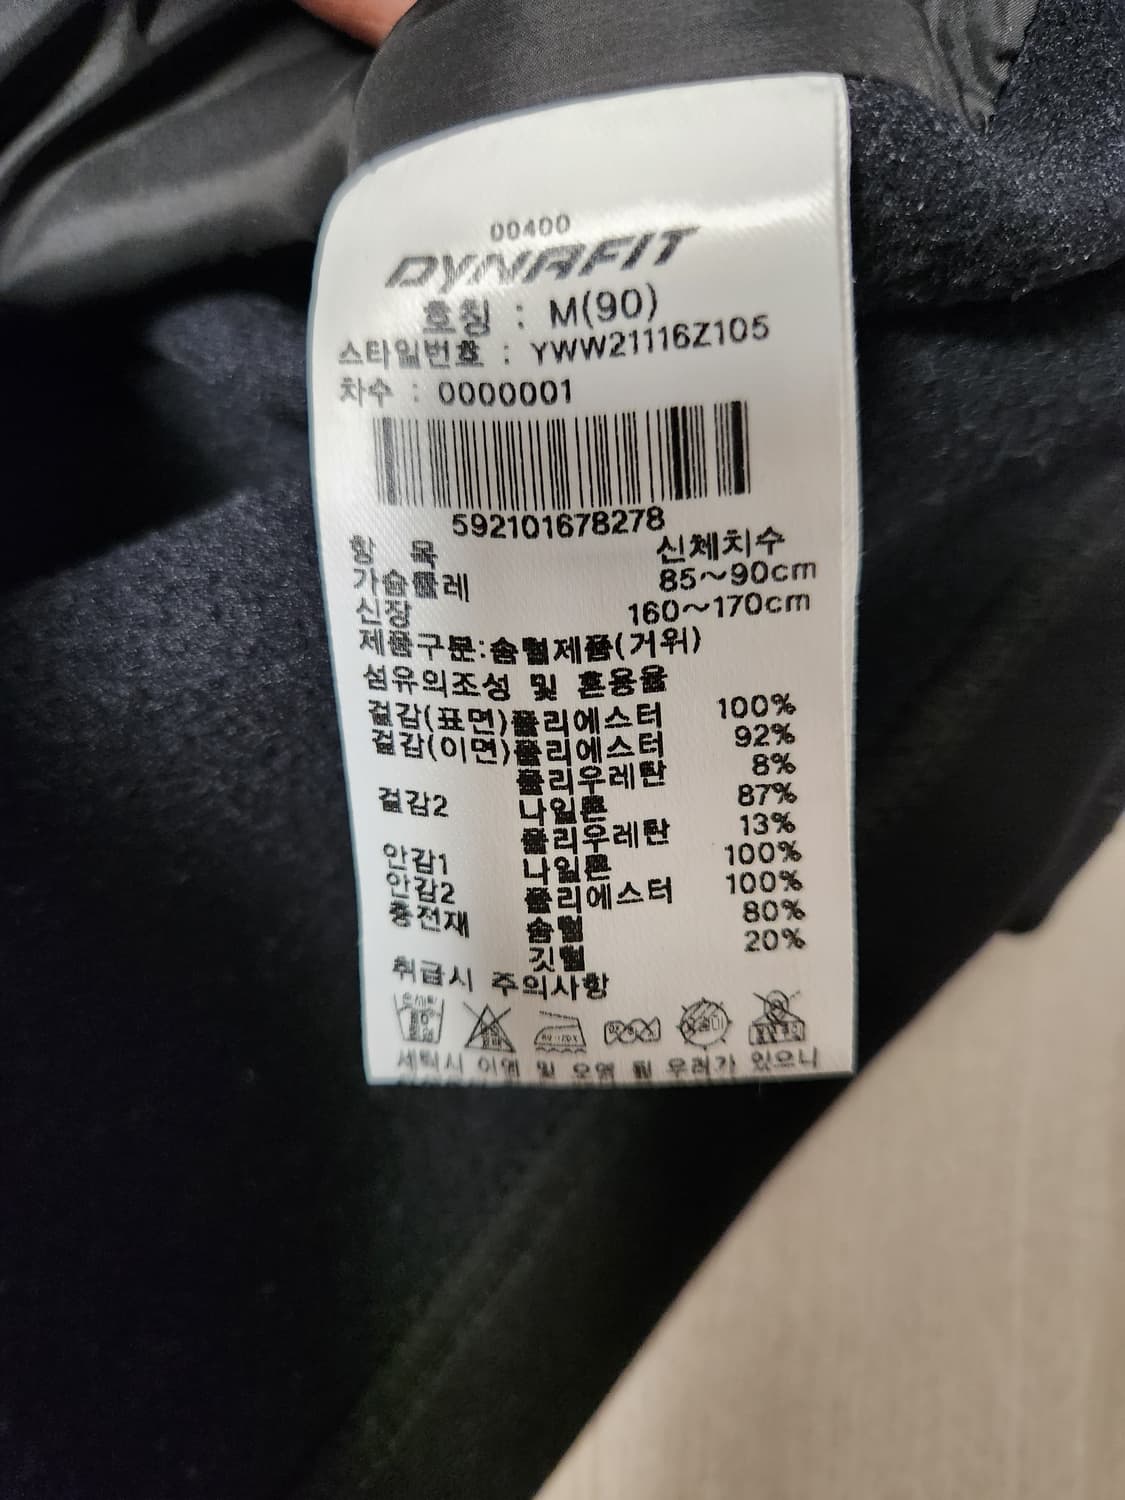 00400
DYNAFIT
호칭 : M(90)
스타일번호 : YWW21116Z105
차수 : 0000001
592101678278
항 목 신체치수
가슴둘레 85~90cm
신장 160~170cm
제품구분:솜털제품(거위)
섬유의조성 및 혼용율
겉감(표면)폴리에스터 100%
겉감(이면)폴리에스터 92%
폴리우레탄 8%
겉감2 나일론 87%
폴리우레탄 13%
안감1 나일론 100%
안감2 폴리에스터 100%
충전재 솜털 80%
깃털 20%
취급시 주의사항
세탁시 이염 및 오염 될 우려가 있으니